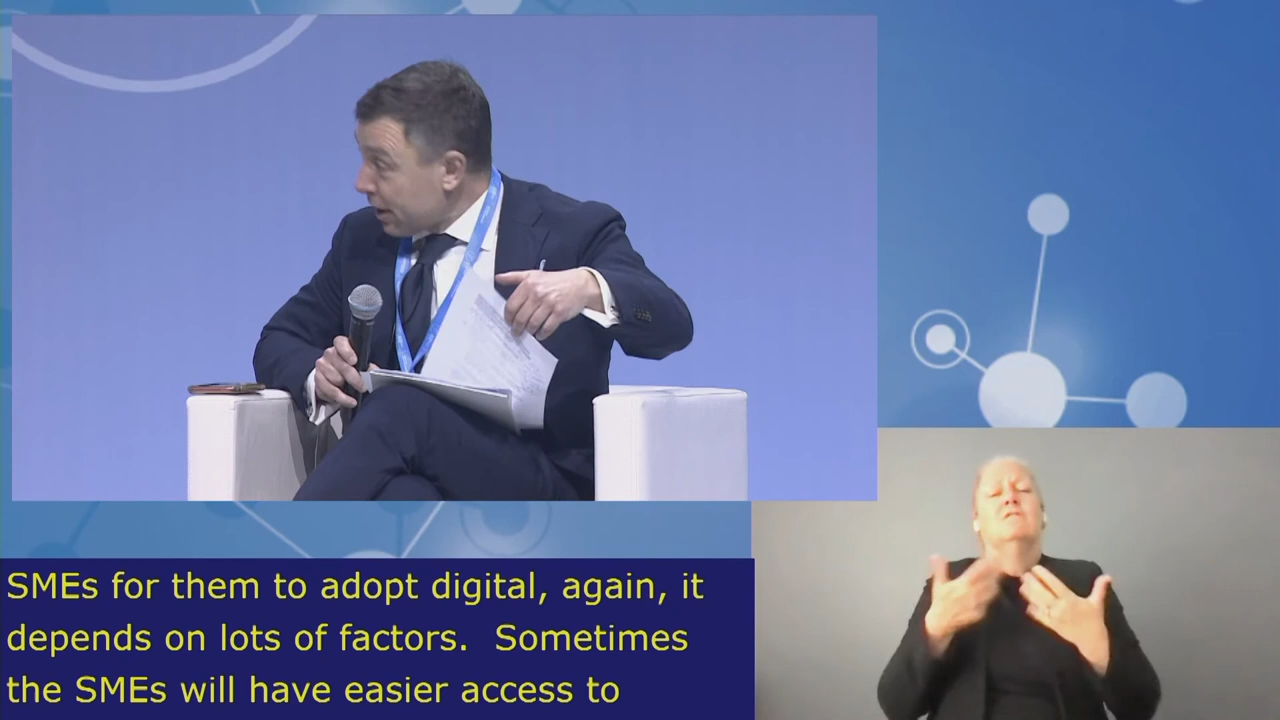 SMEs for them to adopt digital, again, it
depends on lots of factors.  Sometimes
the SMEs will have easier access to